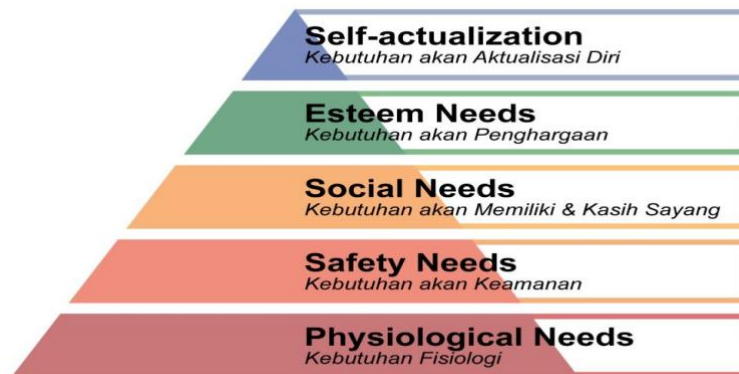 Self-actualization
Kebutuhan akan Aktualisasi Diri
Esteem Needs
Kebutuhan akan Penghargaan
Social Needs
Kebutuhan akan Memiliki & Kasih Sayang
Safety Needs
Kebutuhan akan Keamanan
Physiological Needs
Kebutuhan Fisiologi